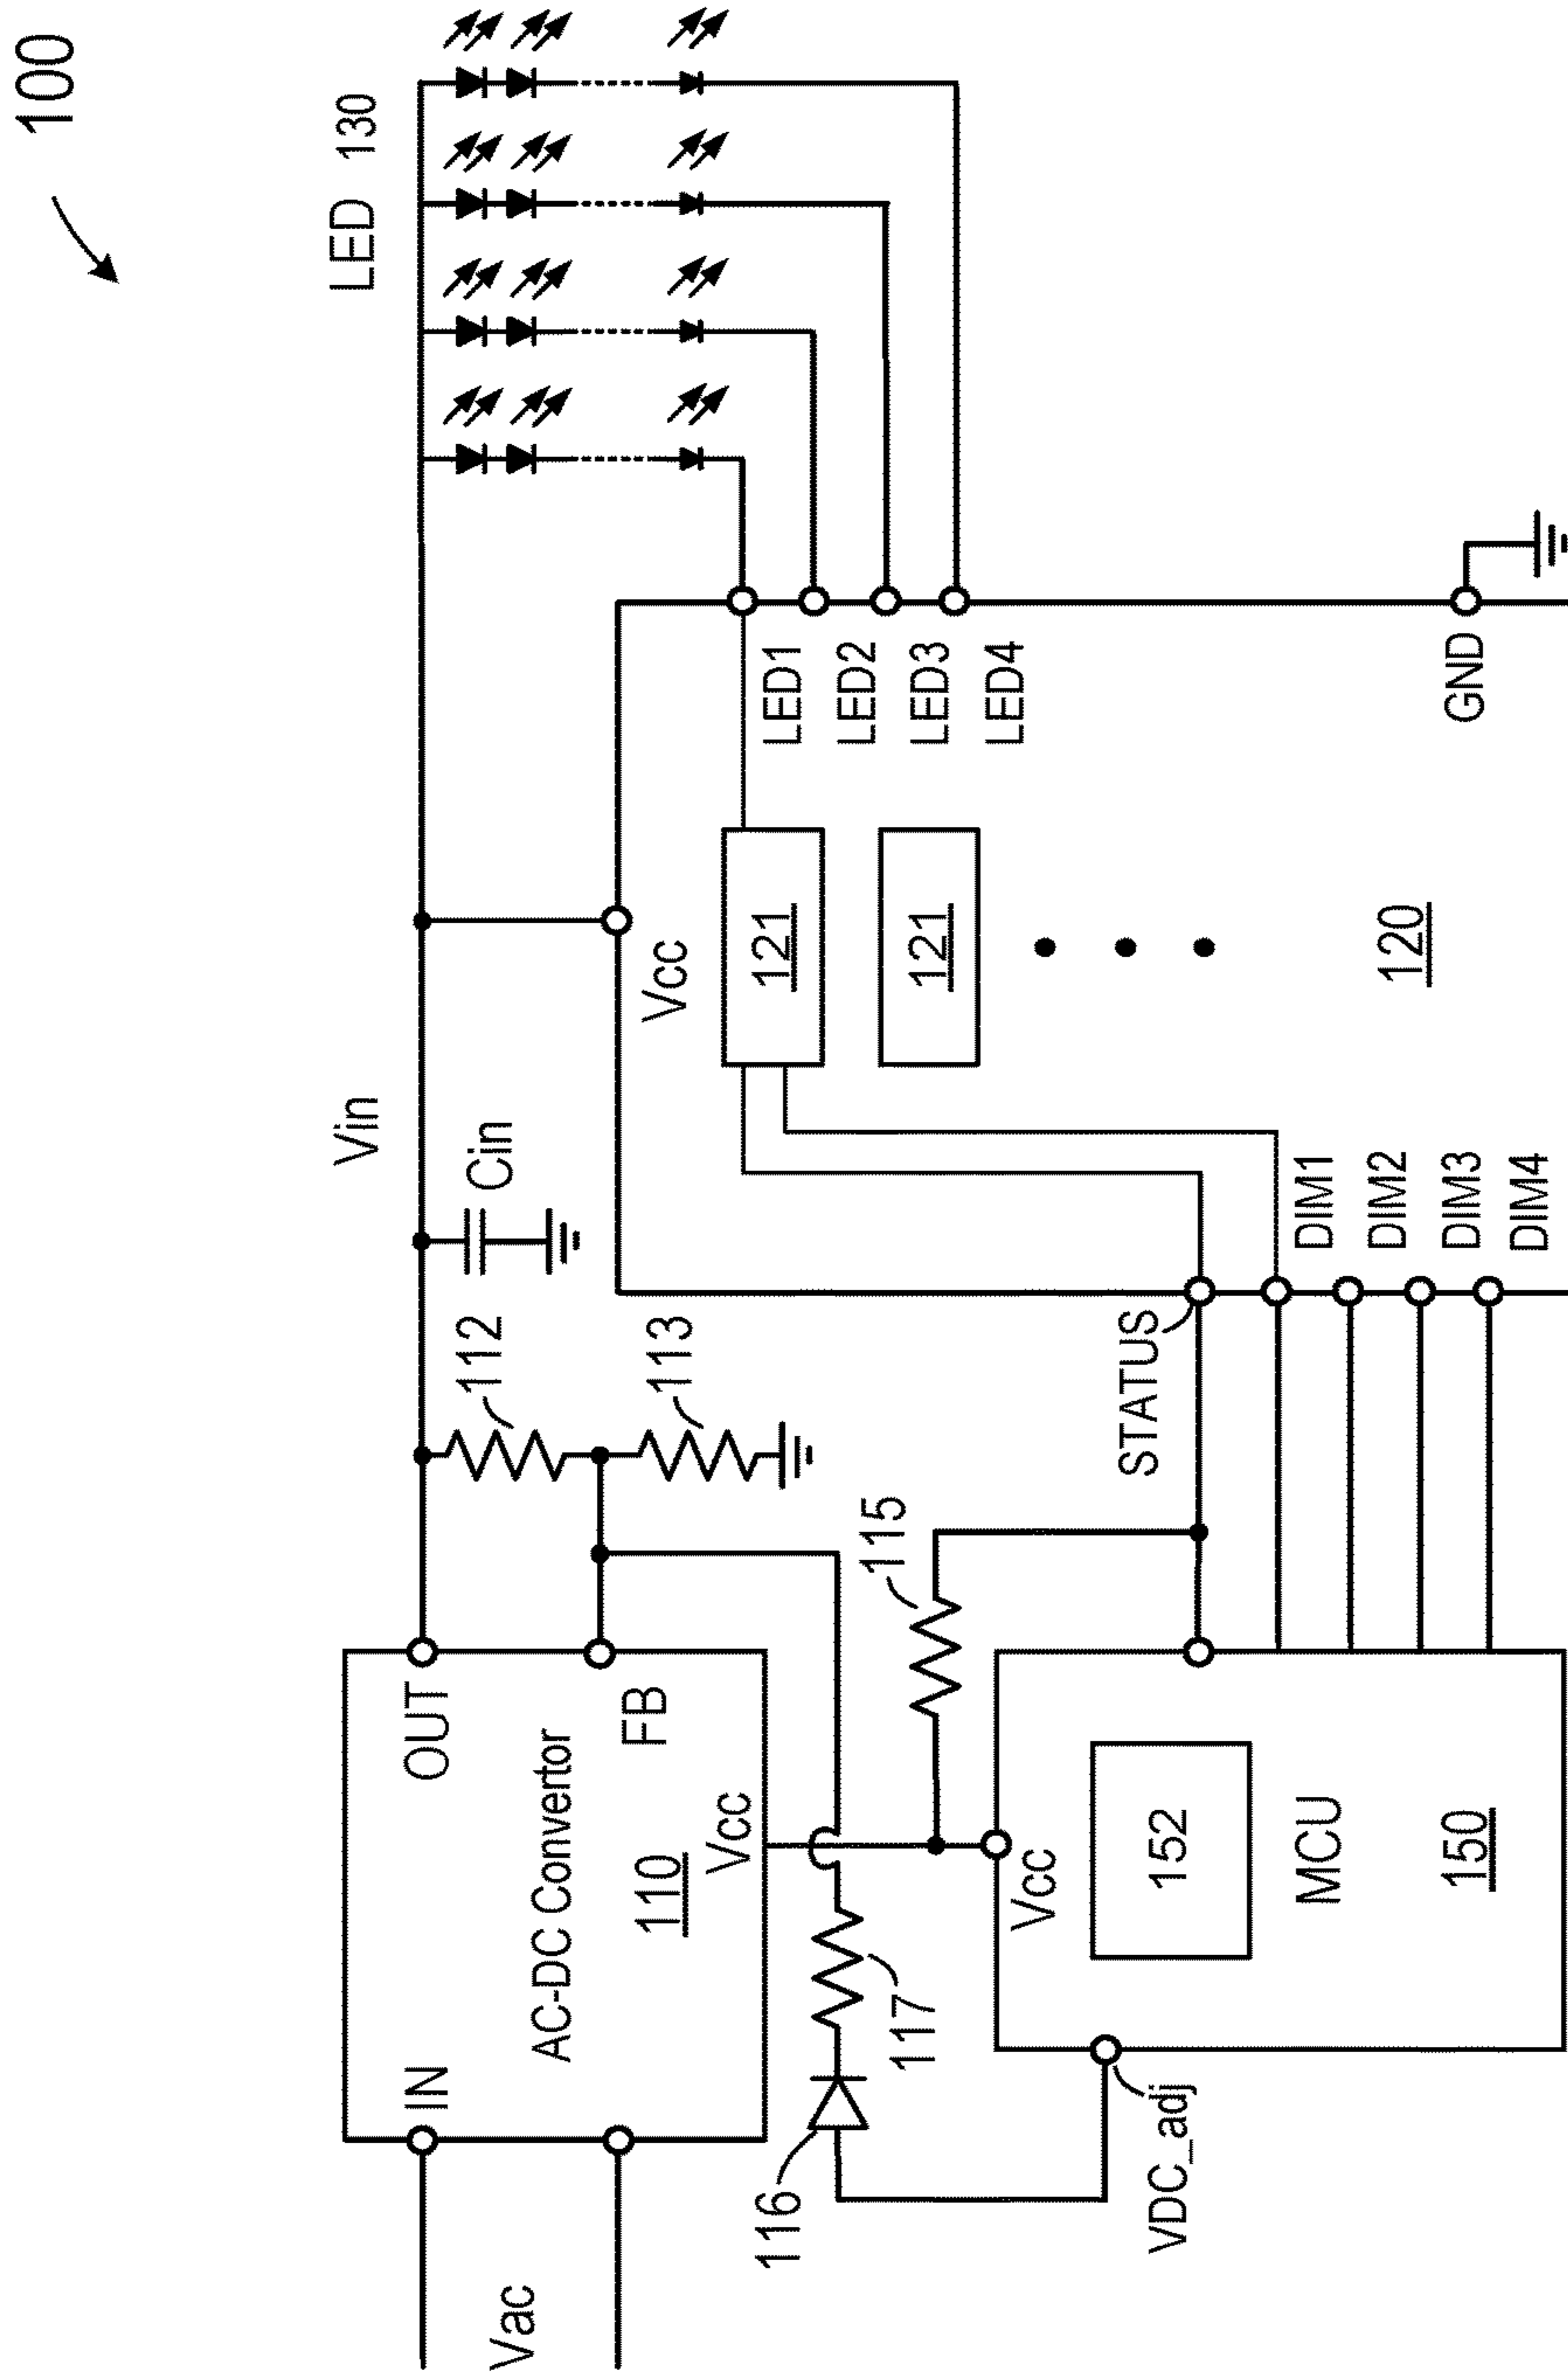 100
LED 130
Vin
Cin
112
113
OUT
IN
FB
AC-DC Convertor
110
Vcc
Vac
Vcc
121
121
120
LED1
LED2
LED3
LED4
GND
STATUS
DIM1
DIM2
DIM3
DIM4
115
116
117
Vcc
152
MCU
150
VDC_adj